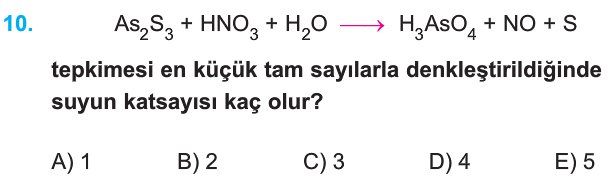 10. As₂S₃ + HNO₃ + H₂O ⟶ H₃AsO₄ + NO + S
tepkimesi en küçük tam sayılarla denkleştirildiğinde
suyun katsayısı kaç olur?
A) 1 B) 2 C) 3 D) 4 E) 5